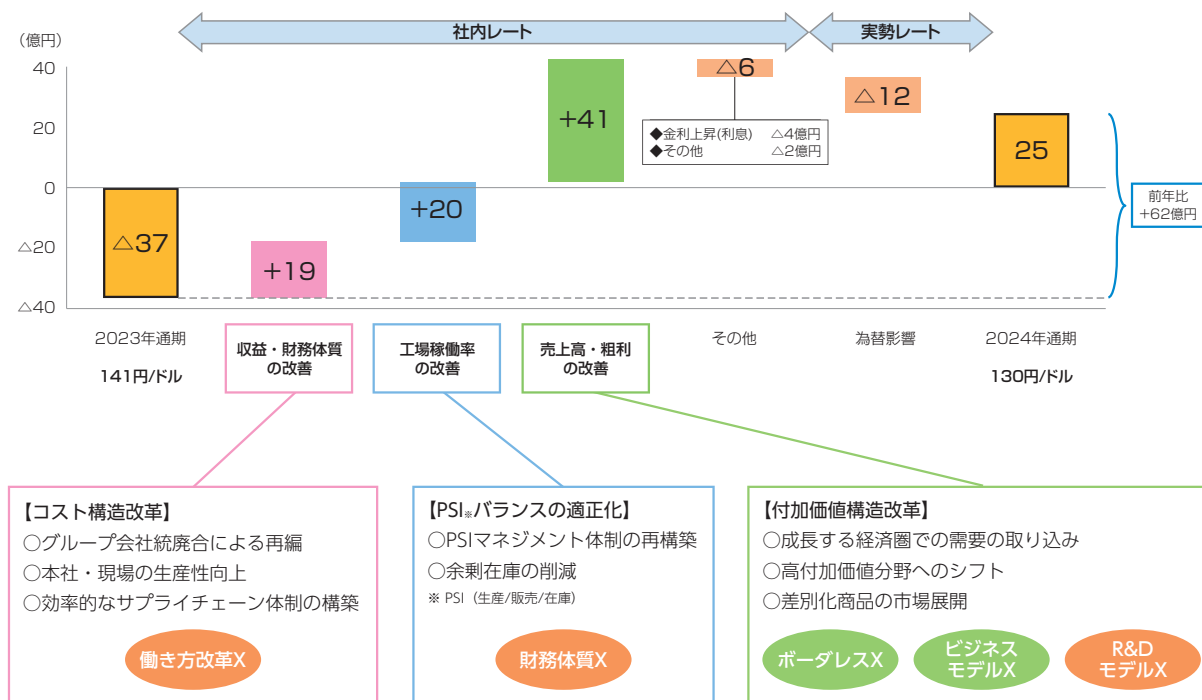 社内レート
実勢レート
（億円）
40
20
0
△20
△40
△37
+19
+20
+41
△6
◆金利上昇(利息) △4億円
◆その他 △2億円
△12
25
前年比
+62億円
2023年通期
141円/ドル
収益・財務体質
の改善
工場稼働率
の改善
売上高・粗利
の改善
その他
為替影響
2024年通期
130円/ドル
【コスト構造改革】
○グループ会社統廃合による再編
○本社・現場の生産性向上
○効率的なサプライチェーン体制の構築
働き方改革X
【PSI※バランスの適正化】
○PSIマネジメント体制の再構築
○余剰在庫の削減
※ PSI（生産/販売/在庫）
財務体質X
【付加価値構造改革】
○成長する経済圏での需要の取り込み
○高付加価値分野へのシフト
○差別化商品の市場展開
ボーダレスX
ビジネス
モデルX
R&D
モデルX